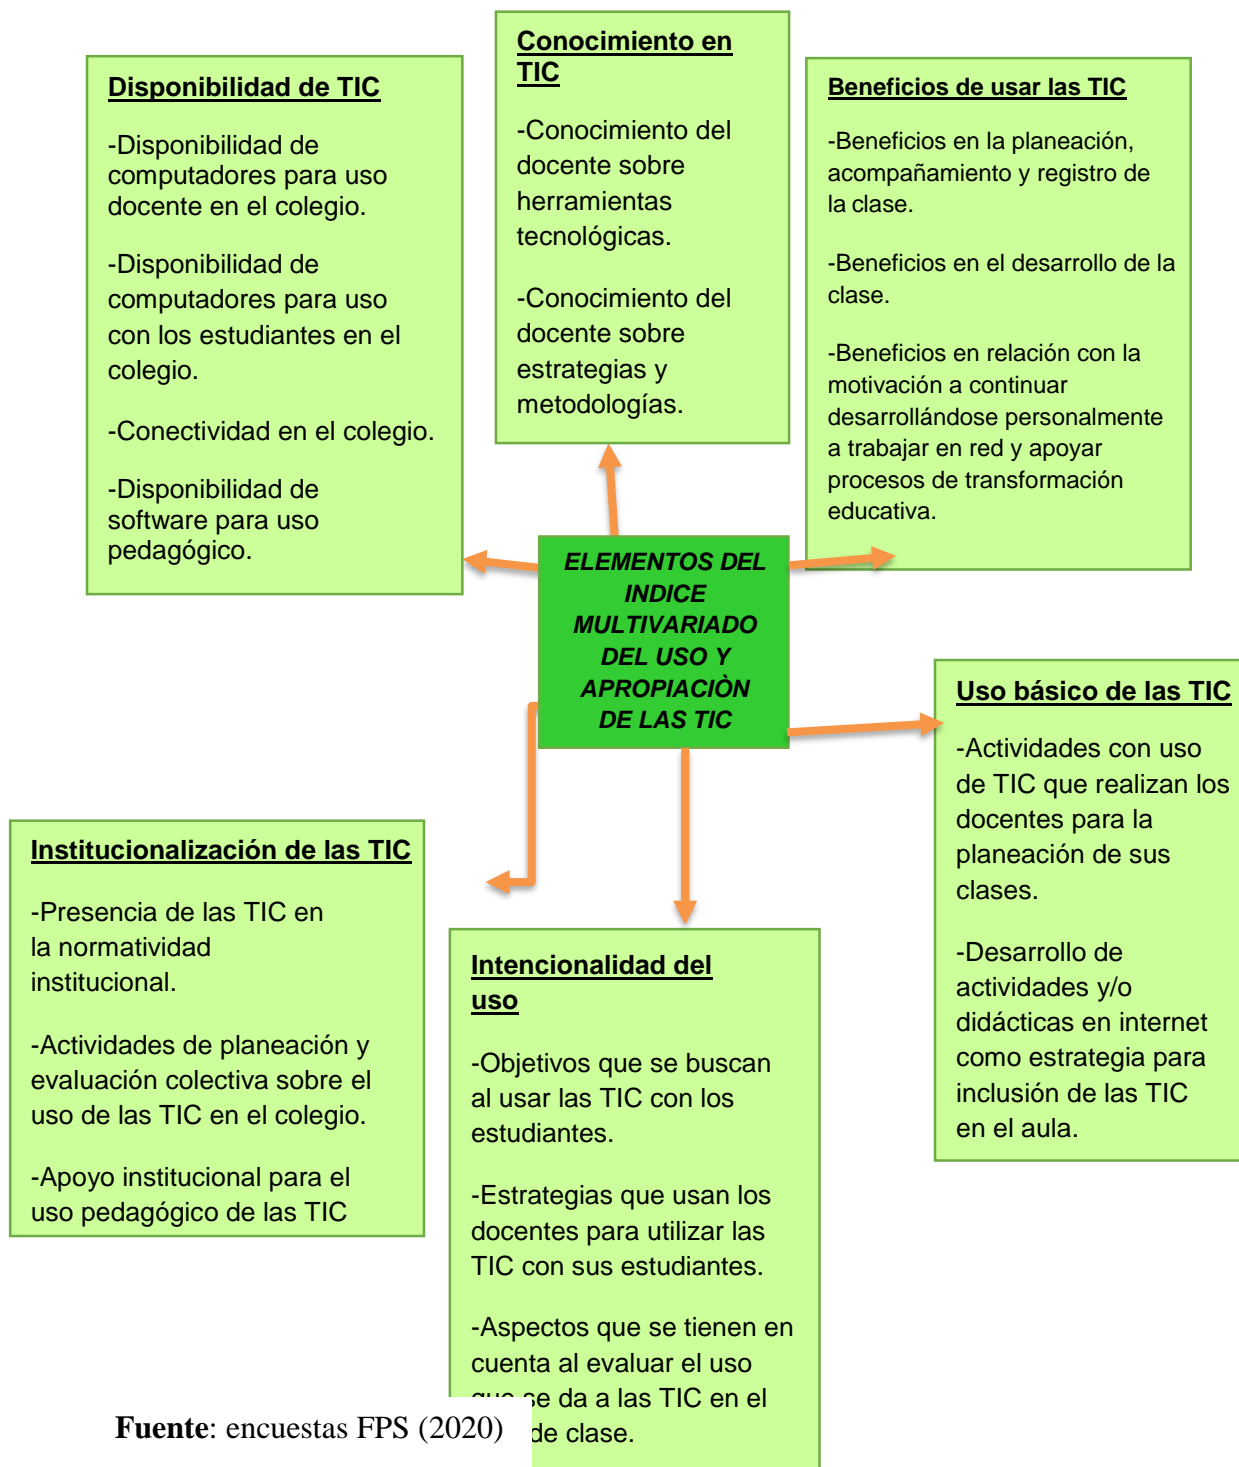 Disponibilidad de TIC
-Disponibilidad de
computadores para uso
docente en el colegio.
-Disponibilidad de
computadores para uso
con los estudiantes en el
colegio.
-Conectividad en el colegio.
-Disponibilidad de
software para uso
pedagógico.
Conocimiento en
TIC
-Conocimiento del
docente sobre
herramientas
tecnológicas.
-Conocimiento del
docente sobre
estrategias y
metodologías.
Beneficios de usar las TIC
-Beneficios en la planeación,
acompañamiento y registro de
la clase.
-Beneficios en el desarrollo de la
clase.
-Beneficios en relación con la
motivación a continuar
desarrollándose personalmente
a trabajar en red y apoyar
procesos de transformación
educativa.
ELEMENTOS DEL
INDICE
MULTIVARIADO
DEL USO Y
APROPIACIÒN
DE LAS TIC
Uso básico de las TIC
-Actividades con uso
de TIC que realizan los
docentes para la
planeación de sus
clases.
-Desarrollo de
actividades y/o
didácticas en internet
como estrategia para
inclusión de las TIC
en el aula.
Institucionalización de las TIC
-Presencia de las TIC en
la normatividad
institucional.
-Actividades de planeación y
evaluación colectiva sobre el
uso de las TIC en el colegio.
-Apoyo institucional para el
uso pedagógico de las TIC
Intencionalidad del
uso
-Objetivos que se buscan
al usar las TIC con los
estudiantes.
-Estrategias que usan los
docentes para utilizar las
TIC con sus estudiantes.
-Aspectos que se tienen en
cuenta al evaluar el uso
que se da a las TIC en el
de clase.
Fuente: encuestas FPS (2020)